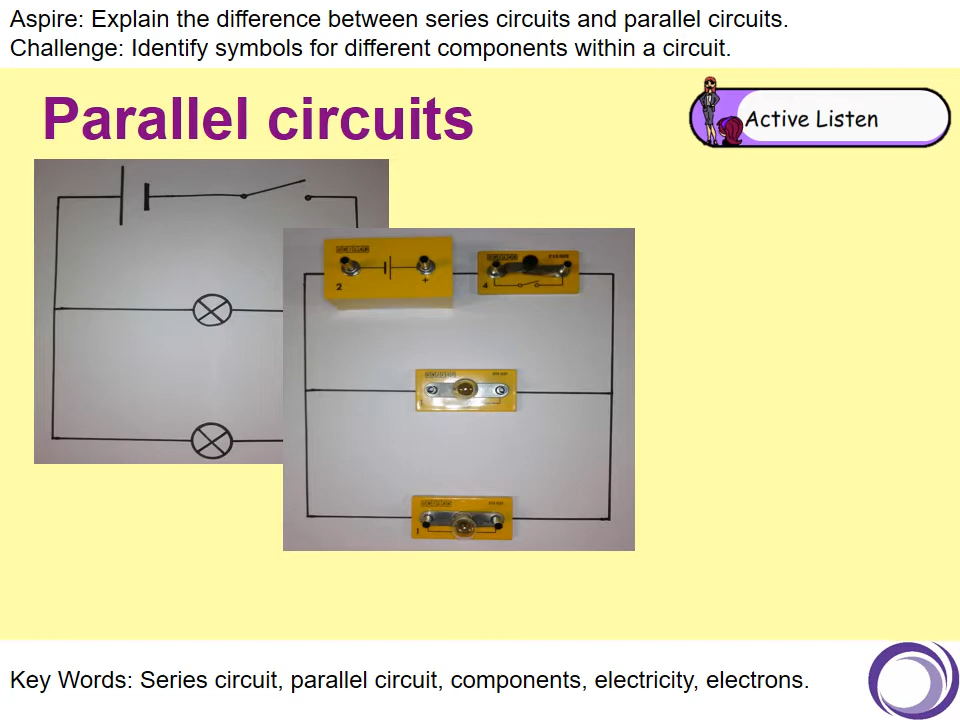 Aspire: Explain the difference between series circuits and parallel circuits.
Challenge: Identify symbols for different components within a circuit.
Parallel circuits
Active Listen
2
+
4
1
Key Words: Series circuit, parallel circuit, components, electricity, electrons.